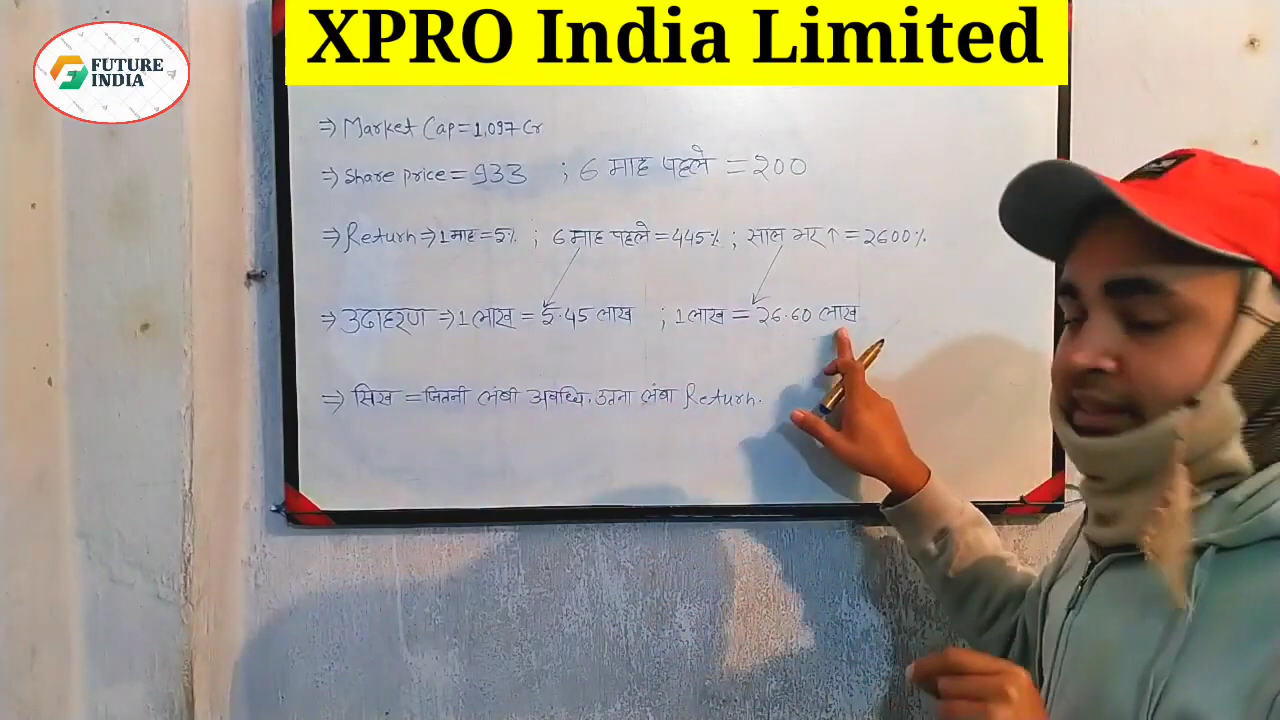 XPRO India Limited
FUTURE
INDIA
⇒ Market Cap = 1,097 Cr
⇒ Share price = 933 ; 6 माह पहले = 200
⇒ Return ⇒ 1 माह = 5% ; 6 माह पहले = 445% ; साल भर ↑ = 2600%.
⇒ उदाहरण ⇒ 1 लाख = 5.45 लाख ; 1 लाख = 26.60 लाख
⇒ सिख = जितनी लंबी अवधि, उतना लंबा Return.